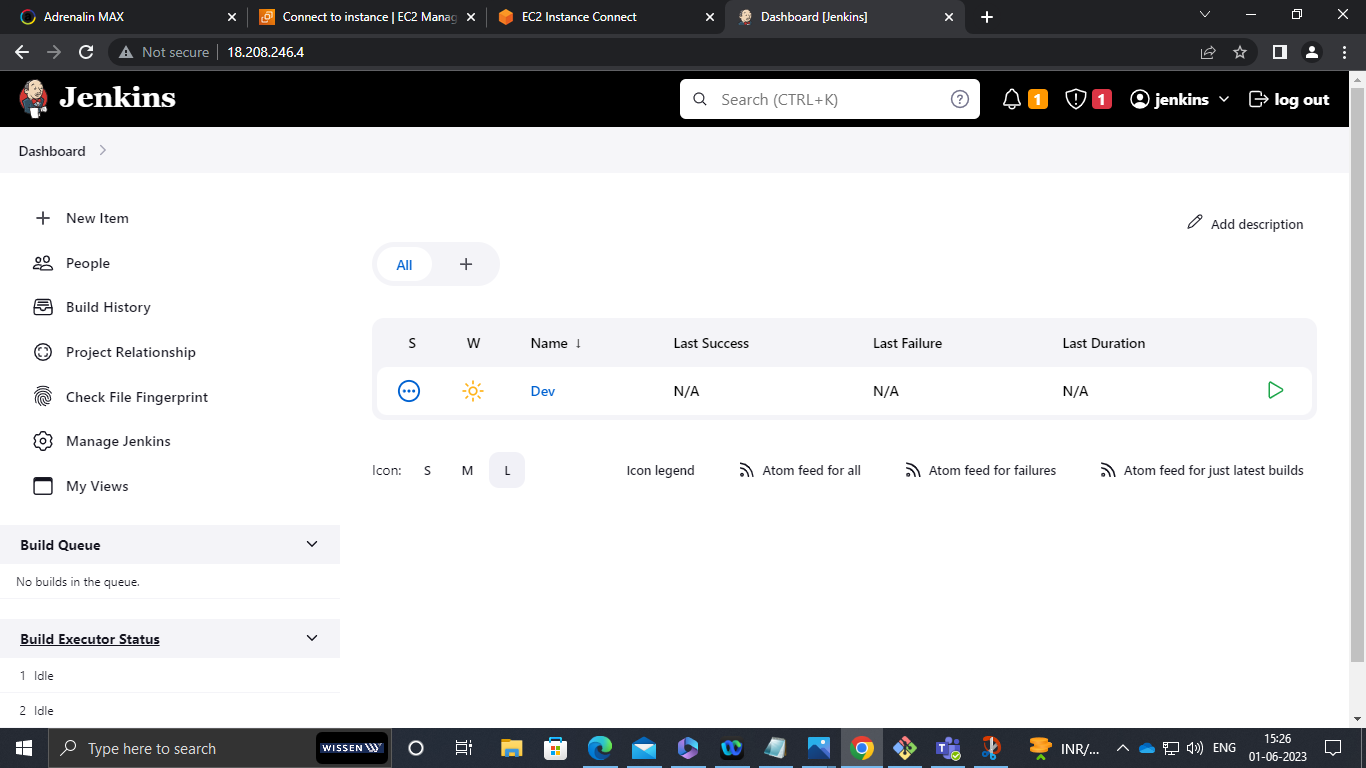 Adrenalin MAX
Connect to instance | EC2 Manag
EC2 Instance Connect
Dashboard [Jenkins]
Not secure
18.208.246.4
Jenkins
Search (CTRL+K)
1
1
jenkins
log out
Dashboard
New Item
People
Build History
Project Relationship
Check File Fingerprint
Manage Jenkins
My Views
Build Queue
No builds in the queue.
Build Executor Status
1 Idle
2 Idle
Add description
All
S W Name ↓ Last Success Last Failure Last Duration
Dev N/A N/A N/A
Icon: S M L
Icon legend
Atom feed for all
Atom feed for failures
Atom feed for just latest builds
Type here to search
WISSEN
INR/...
ENG
15:26
01-06-2023